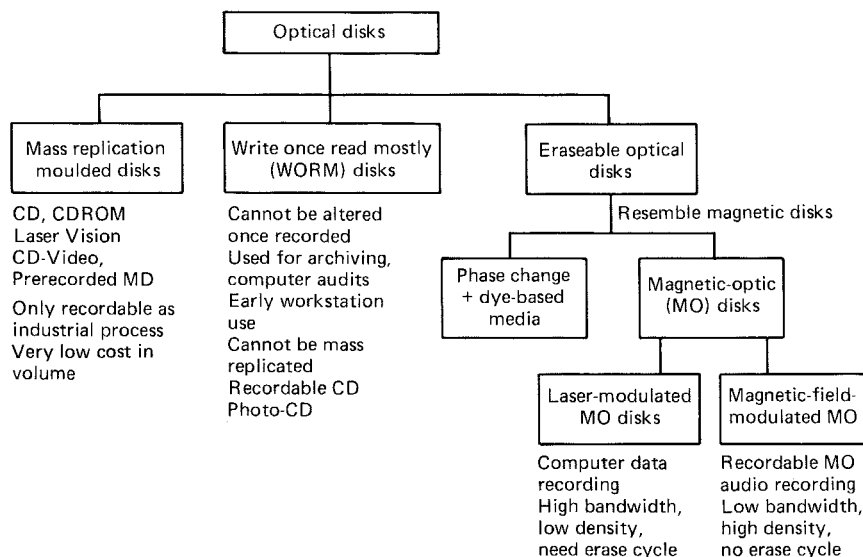 Optical disks
Mass replication
moulded disks
CD, CDROM
Laser Vision
CD-Video,
Prerecorded MD
Only recordable as
industrial process
Very low cost in
volume
Write once read mostly
(WORM) disks
Cannot be altered
once recorded
Used for archiving,
computer audits
Early workstation
use
Cannot be mass
replicated
Recordable CD
Photo-CD
Eraseable optical
disks
Resemble magnetic disks
Phase change
+ dye-based
media
Magnetic-optic
(MO) disks
Laser-modulated
MO disks
Computer data
recording
High bandwidth,
low density,
need erase cycle
Magnetic-field-
modulated MO
Recordable MO
audio recording
Low bandwidth,
high density,
no erase cycle